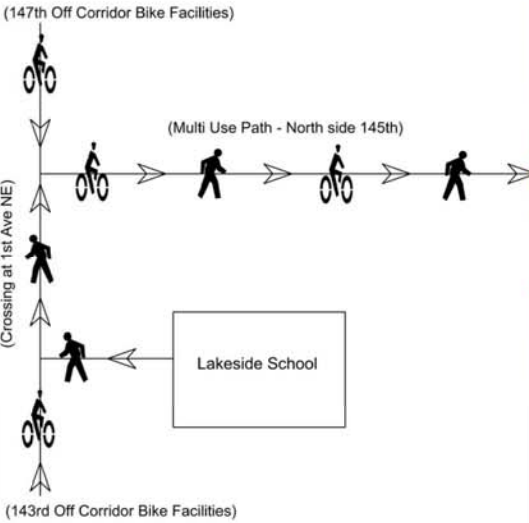 (147th Off Corridor Bike Facilities)
(Multi Use Path - North side 145th)
(Crossing at 1st Ave NE)
Lakeside School
(143rd Off Corridor Bike Facilities)